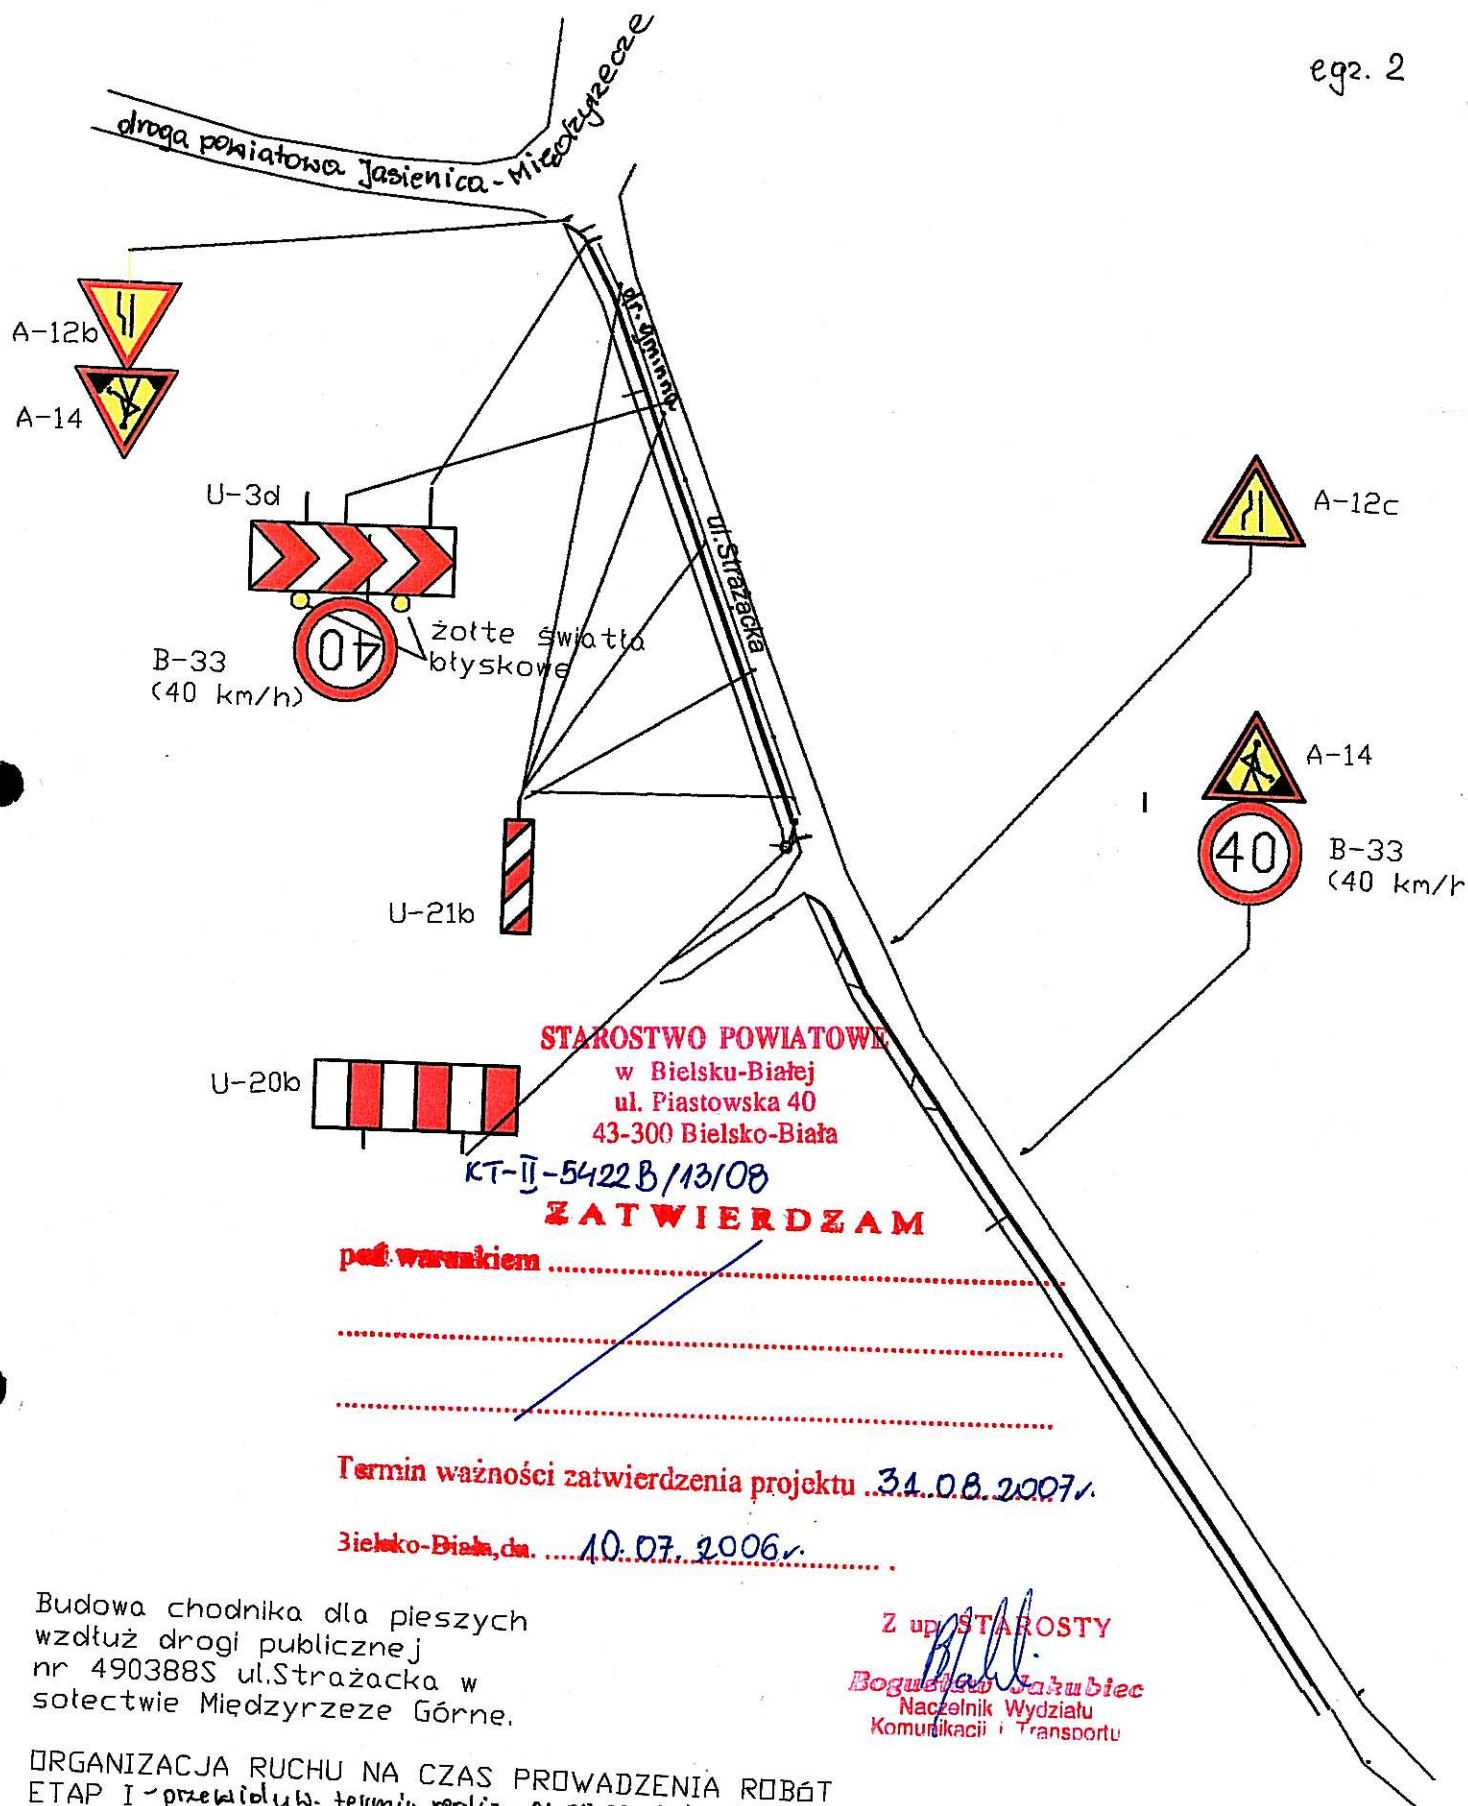 egz. 2
droga powiatowa Jasienica-Międzyrzecze
A-12b
A-14
dr. gminna
U-3d
ul.Strażacka
A-12c
żołte światła
błyskowe
B-33
(40 km/h)
40
A-14
40
B-33
(40 km/h
U-21b
U-20b
STAROSTWO POWIATOWE
w Bielsku-Białej
ul. Piastowska 40
43-300 Bielsko-Biała
KT-II-5422B/13/08
ZATWIERDZAM
pod warunkiem
Termin ważności zatwierdzenia projektu 31.08.2007r.
Bielsko-Biała, dn. 10.07.2006r.
Budowa chodnika dla pieszych
wzdłuż drogi publicznej
nr 490388S ul.Strażacka w
sołectwie Międzyrzeze Górne.
Z up. STAROSTY
Bogusław Jakubiec
Naczelnik Wydziału
Komunikacji i Transportu
ORGANIZACJA RUCHU NA CZAS PROWADZENIA ROBÓT
ETAP I - przewidyw. termin realiz.